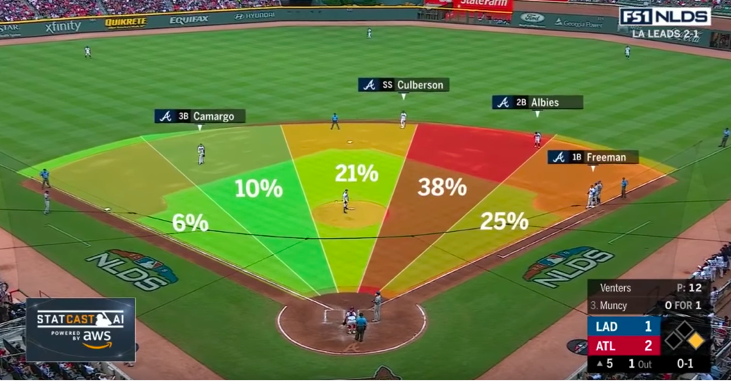 StateFarm
STAR
xfinity
QUIKRETE
EQUIFAX
HYUNDAI
Ford
GeorgiaPower
FS1 NLDS
LA LEADS 2-1
A SS Culberson
A 2B Albies
A 3B Camargo
A 1B Freeman
21%
10%
38%
6%
25%
NLDS
NLDS
STATCAST AI
POWERED BY aws
Venters P: 12
3. Muncy 0 FOR 1
LAD 1
ATL 2
▲ 5 1 Out 0-1